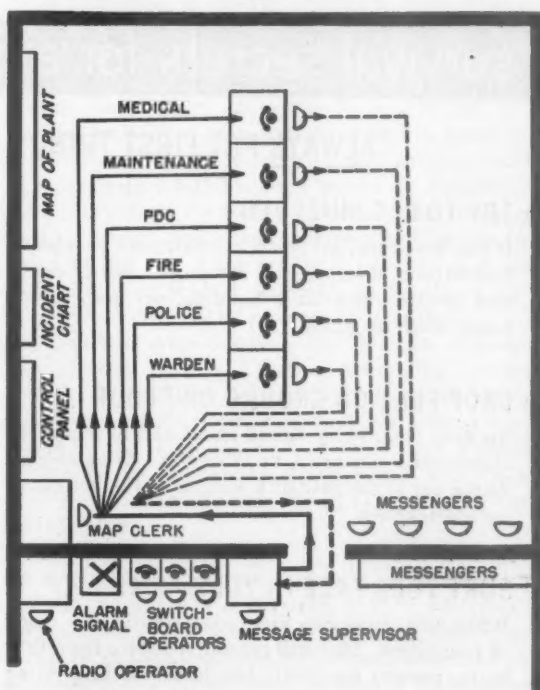 MEDICAL
MAINTENANCE
PDC
FIRE
POLICE
WARDEN
MAP OF PLANT
INCIDENT
CHART
CONTROL
PANEL
MAP CLERK
MESSENGERS
MESSENGERS
ALARM
SIGNAL
SWITCH-
BOARD
OPERATORS
MESSAGE SUPERVISOR
RADIO OPERATOR